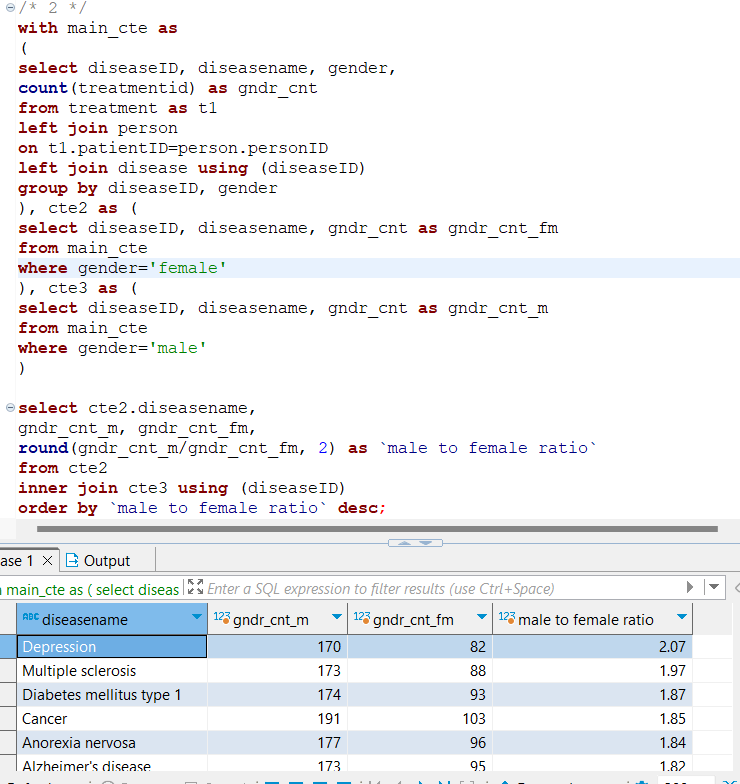 /* 2 */
with main_cte as
(
select diseaseID, diseasename, gender,
count(treatmentid) as gndr_cnt
from treatment as t1
left join person
on t1.patientID=person.personID
left join disease using (diseaseID)
group by diseaseID, gender
), cte2 as (
select diseaseID, diseasename, gndr_cnt as gndr_cnt_fm
from main_cte
where gender='female'
), cte3 as (
select diseaseID, diseasename, gndr_cnt as gndr_cnt_m
from main_cte
where gender='male'
)
select cte2.diseasename,
gndr_cnt_m, gndr_cnt_fm,
round(gndr_cnt_m/gndr_cnt_fm, 2) as `male to female ratio`
from cte2
inner join cte3 using (diseaseID)
order by `male to female ratio` desc;
ase 1 Output
main_cte as ( select diseas Enter a SQL expression to filter results (use Ctrl+Space)
ABC diseasename 123 gndr_cnt_m 123 gndr_cnt_fm 123 male to female ratio
Depression 170 82 2.07
Multiple sclerosis 173 88 1.97
Diabetes mellitus type 1 174 93 1.87
Cancer 191 103 1.85
Anorexia nervosa 177 96 1.84
Alzheimer's disease 173 95 1.82